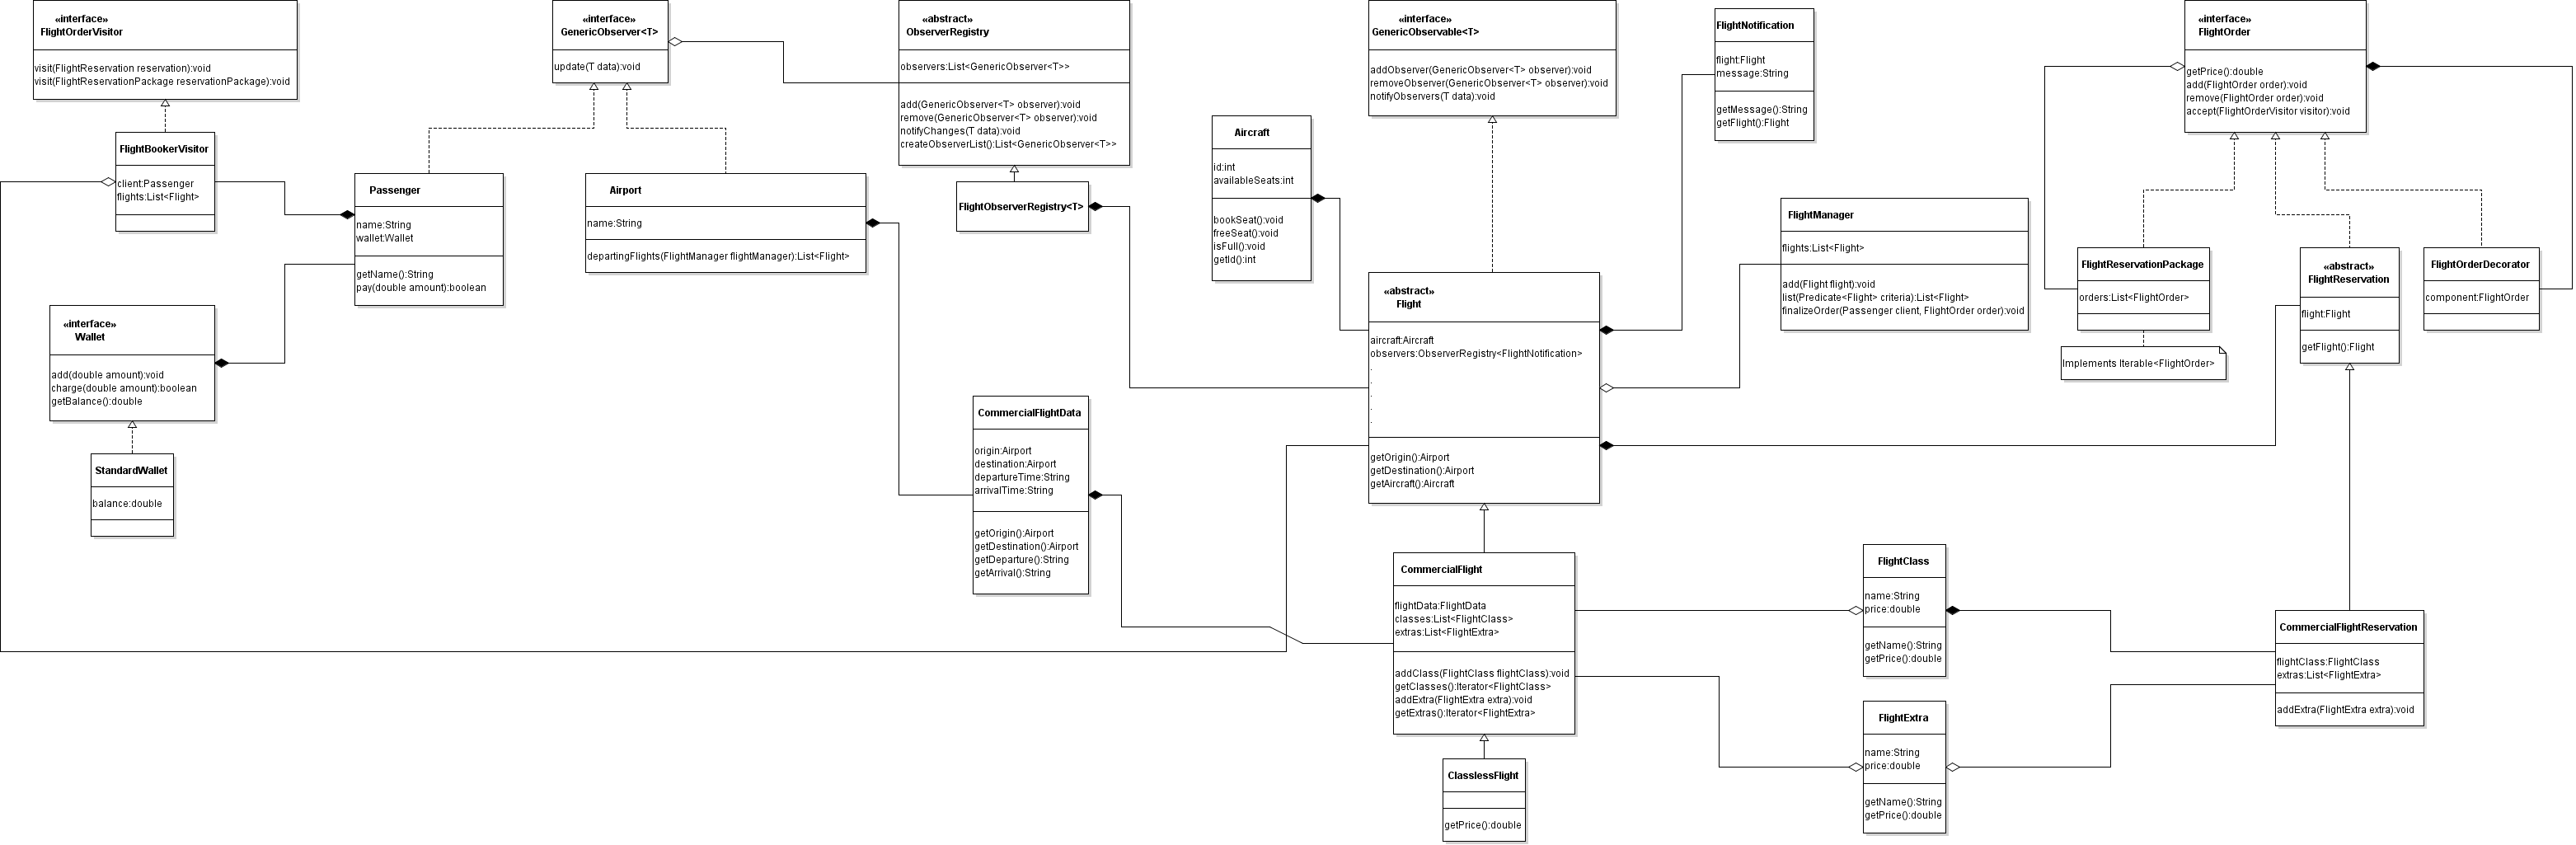 «interface»
FlightOrderVisitor
visit(FlightReservation reservation):void
visit(FlightReservationPackage reservationPackage):void
FlightBookerVisitor
client:Passenger
flights:List<Flight>
«interface»
Wallet
add(double amount):void
charge(double amount):boolean
getBalance():double
StandardWallet
balance:double
Passenger
name:String
wallet:Wallet
getName():String
pay(double amount):boolean
«interface»
GenericObserver<T>
update(T data):void
Airport
name:String
departingFlights(FlightManager flightManager):List<Flight>
«abstract»
ObserverRegistry
observers:List<GenericObserver<T>>
add(GenericObserver<T> observer):void
remove(GenericObserver<T> observer):void
notifyChanges(T data):void
createObserverList():List<GenericObserver<T>>
FlightObserverRegistry<T>
CommercialFlightData
origin:Airport
destination:Airport
departureTime:String
arrivalTime:String
getOrigin():Airport
getDestination():Airport
getDeparture():String
getArrival():String
Aircraft
id:int
availableSeats:int
bookSeat():void
freeSeat():void
isFull():void
getId():int
«interface»
GenericObservable<T>
addObserver(GenericObserver<T> observer):void
removeObserver(GenericObserver<T> observer):void
notifyObservers(T data):void
«abstract»
Flight
aircraft:Aircraft
observers:ObserverRegistry<FlightNotification>
.
.
.
.
.
getOrigin():Airport
getDestination():Airport
getAircraft():Aircraft
CommercialFlight
flightData:FlightData
classes:List<FlightClass>
extras:List<FlightExtra>
addClass(FlightClass flightClass):void
getClasses():Iterator<FlightClass>
addExtra(FlightExtra extra):void
getExtras():Iterator<FlightExtra>
ClasslessFlight
getPrice():double
FlightNotification
flight:Flight
message:String
getMessage():String
getFlight():Flight
FlightManager
flights:List<Flight>
add(Flight flight):void
list(Predicate<Flight> criteria):List<Flight>
finalizeOrder(Passenger client, FlightOrder order):void
FlightClass
name:String
price:double
getName():String
getPrice():double
FlightExtra
name:String
price:double
getName():String
getPrice():double
«interface»
FlightOrder
getPrice():double
add(FlightOrder order):void
remove(FlightOrder order):void
accept(FlightOrderVisitor visitor):void
FlightReservationPackage
orders:List<FlightOrder>
Implements Iterable<FlightOrder>
«abstract»
FlightReservation
flight:Flight
getFlight():Flight
FlightOrderDecorator
component:FlightOrder
CommercialFlightReservation
flightClass:FlightClass
extras:List<FlightExtra>
addExtra(FlightExtra extra):void